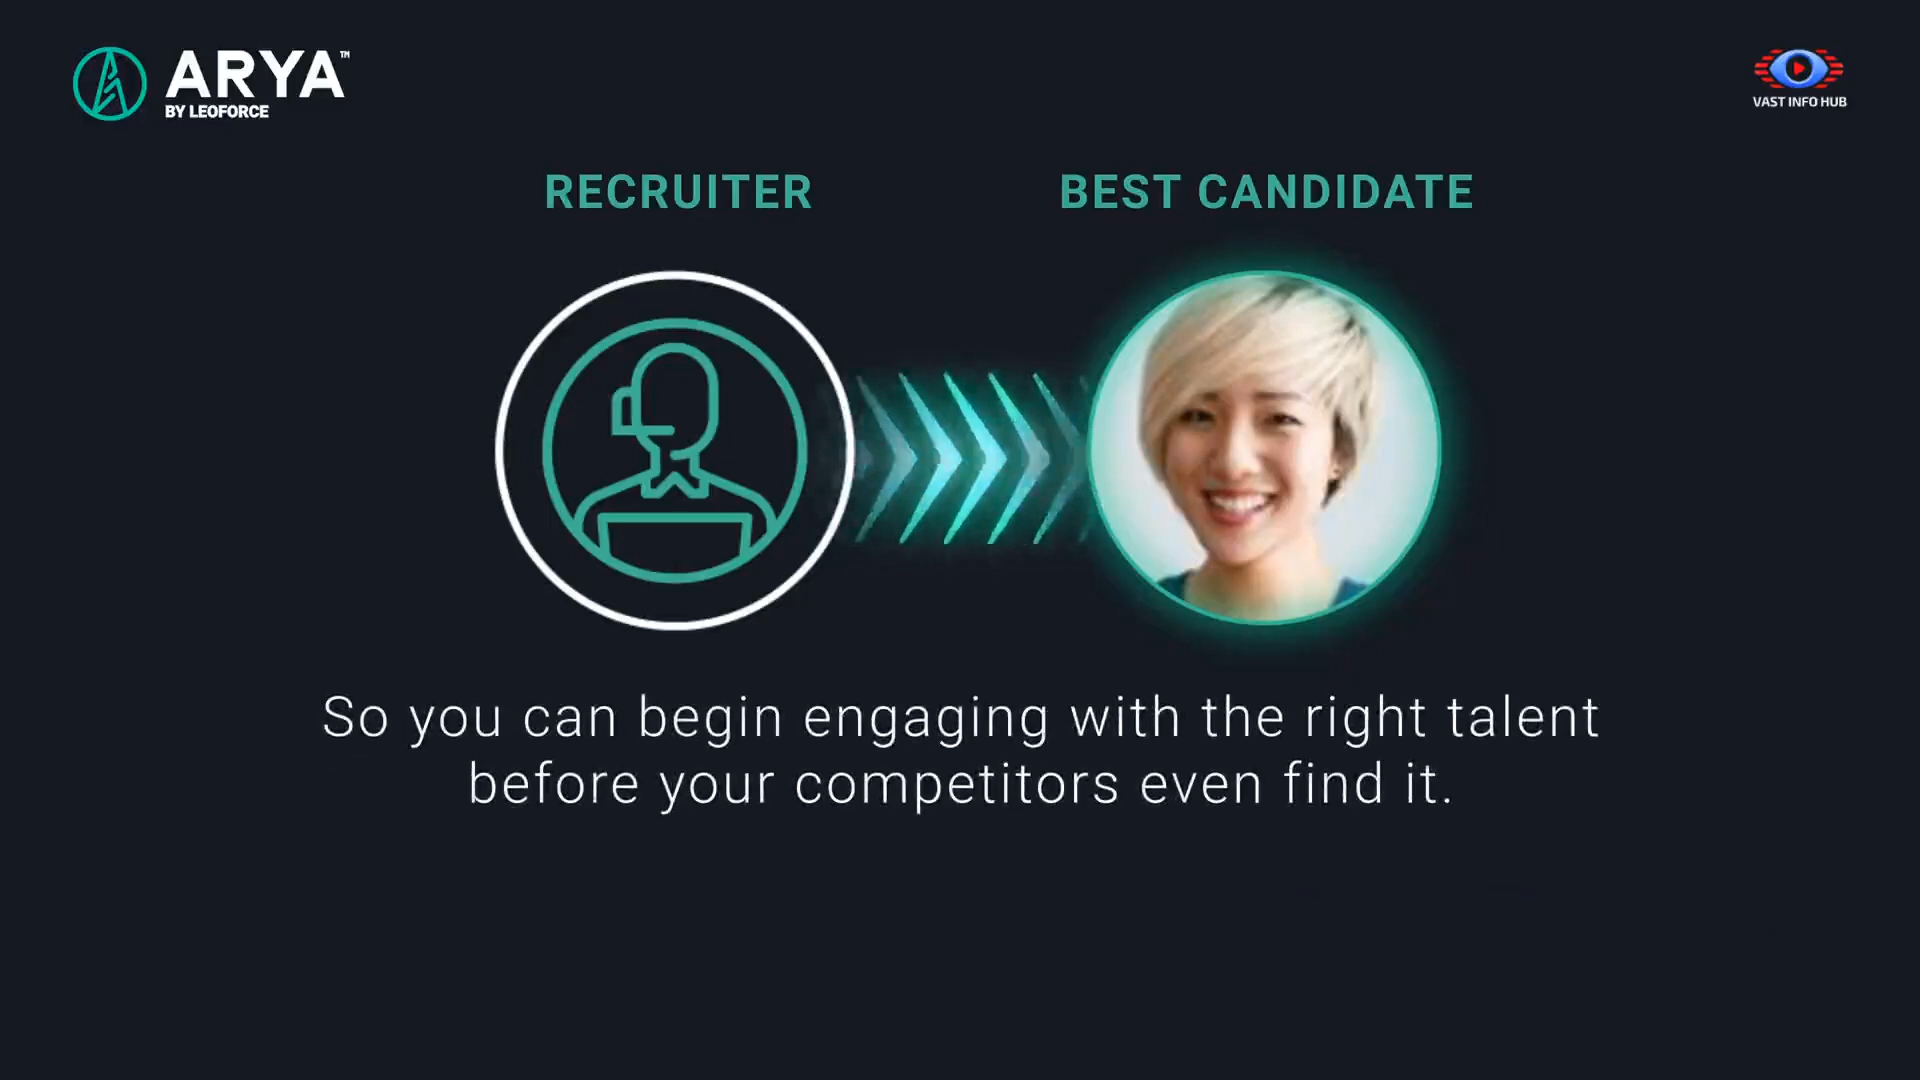 ARYA™
BY LEOFORCE
VAST INFO HUB
RECRUITER
BEST CANDIDATE
So you can begin engaging with the right talent
before your competitors even find it.